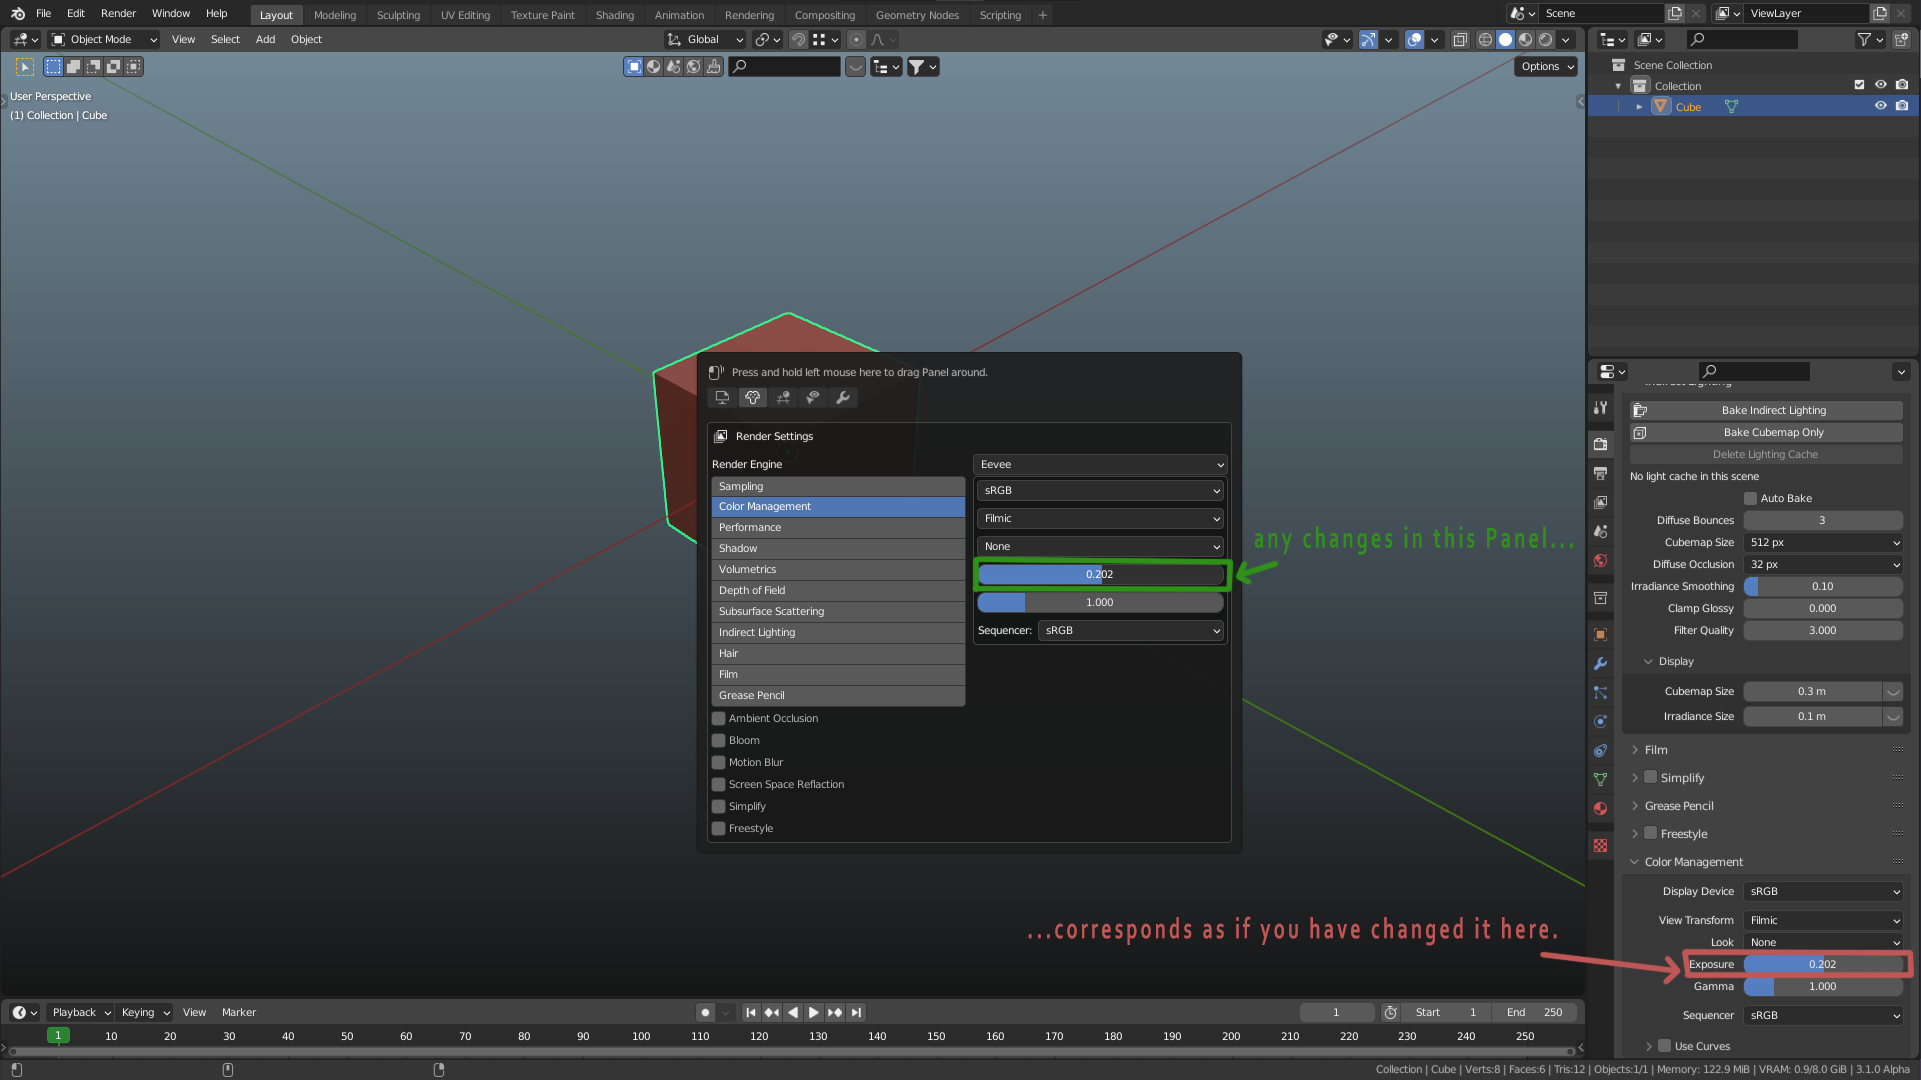 File Edit Render Window Help Layout Modeling Sculpting UV Editing Texture Paint Shading Animation Rendering Compositing Geometry Nodes Scripting + Scene ViewLayer
Object Mode View Select Add Object Global
Options
User Perspective
(1) Collection | Cube
Scene Collection
Collection
Cube
Press and hold left mouse here to drag Panel around.
Render Settings
Render Engine Eevee
Sampling
Color Management
Performance
Shadow
Volumetrics
Depth of Field
Subsurface Scattering
Indirect Lighting
Hair
Film
Grease Pencil
sRGB
Filmic
None
0.202
1.000
Sequencer: sRGB
Ambient Occlusion
Bloom
Motion Blur
Screen Space Reflaction
Simplify
Freestyle
any changes in this Panel...
...corresponds as if you have changed it here.
Indirect Lighting
Bake Indirect Lighting
Bake Cubemap Only
Delete Lighting Cache
No light cache in this scene
Auto Bake
Diffuse Bounces 3
Cubemap Size 512 px
Diffuse Occlusion 32 px
Irradiance Smoothing 0.10
Clamp Glossy 0.000
Filter Quality 3.000
Display
Cubemap Size 0.3 m
Irradiance Size 0.1 m
Film
Simplify
Grease Pencil
Freestyle
Color Management
Display Device sRGB
View Transform Filmic
Look None
Exposure 0.202
Gamma 1.000
Sequencer sRGB
Use Curves
Playback Keying View Marker 1 Start 1 End 250
1 10 20 30 40 50 60 70 80 90 100 110 120 130 140 150 160 170 180 190 200 210 220 230 240 250
Collection | Cube | Verts:8 | Faces:6 | Tris:12 | Objects:1/1 | Memory: 122.9 MiB | VRAM: 0.9/8.0 GiB | 3.1.0 Alpha